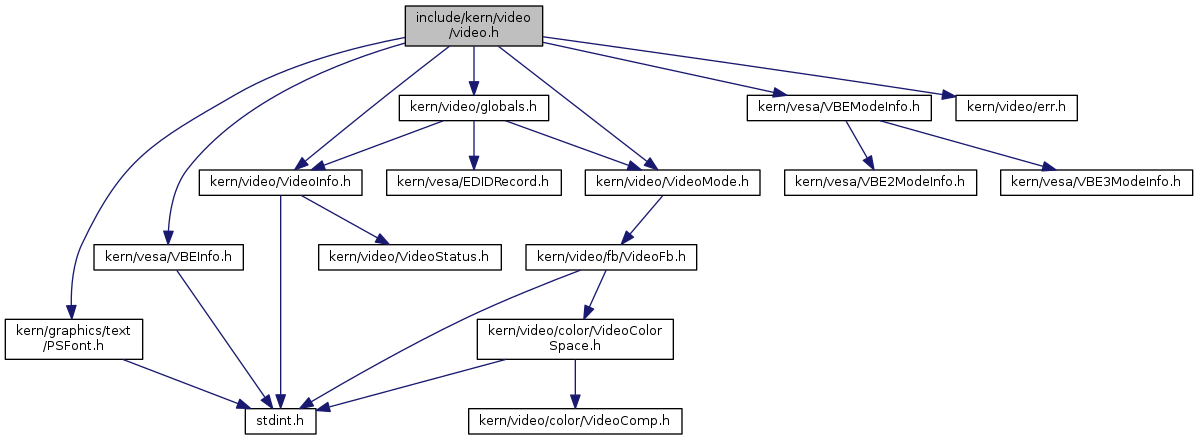 include/kern/video
/video.h
kern/video/globals.h
kern/vesa/VBEModeInfo.h
kern/video/err.h
kern/video/VideoInfo.h
kern/vesa/EDIDRecord.h
kern/video/VideoMode.h
kern/vesa/VBE2ModeInfo.h
kern/vesa/VBE3ModeInfo.h
kern/vesa/VBEInfo.h
kern/video/VideoStatus.h
kern/video/fb/VideoFb.h
kern/graphics/text
/PSFont.h
kern/video/color/VideoColor
Space.h
stdint.h
kern/video/color/VideoComp.h